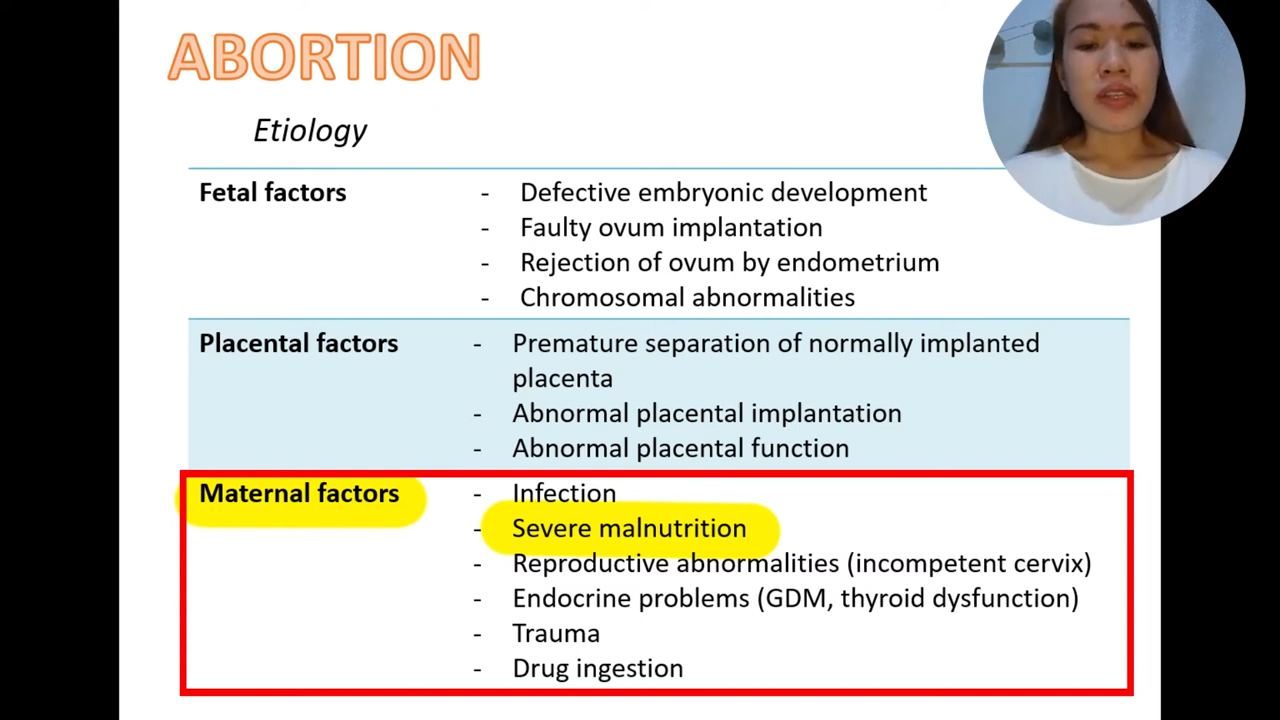 ABORTION
Etiology
Fetal factors
- Defective embryonic development
- Faulty ovum implantation
- Rejection of ovum by endometrium
- Chromosomal abnormalities
Placental factors
- Premature separation of normally implanted
placenta
- Abnormal placental implantation
- Abnormal placental function
Maternal factors
- Infection
- Severe malnutrition
- Reproductive abnormalities (incompetent cervix)
- Endocrine problems (GDM, thyroid dysfunction)
- Trauma
- Drug ingestion